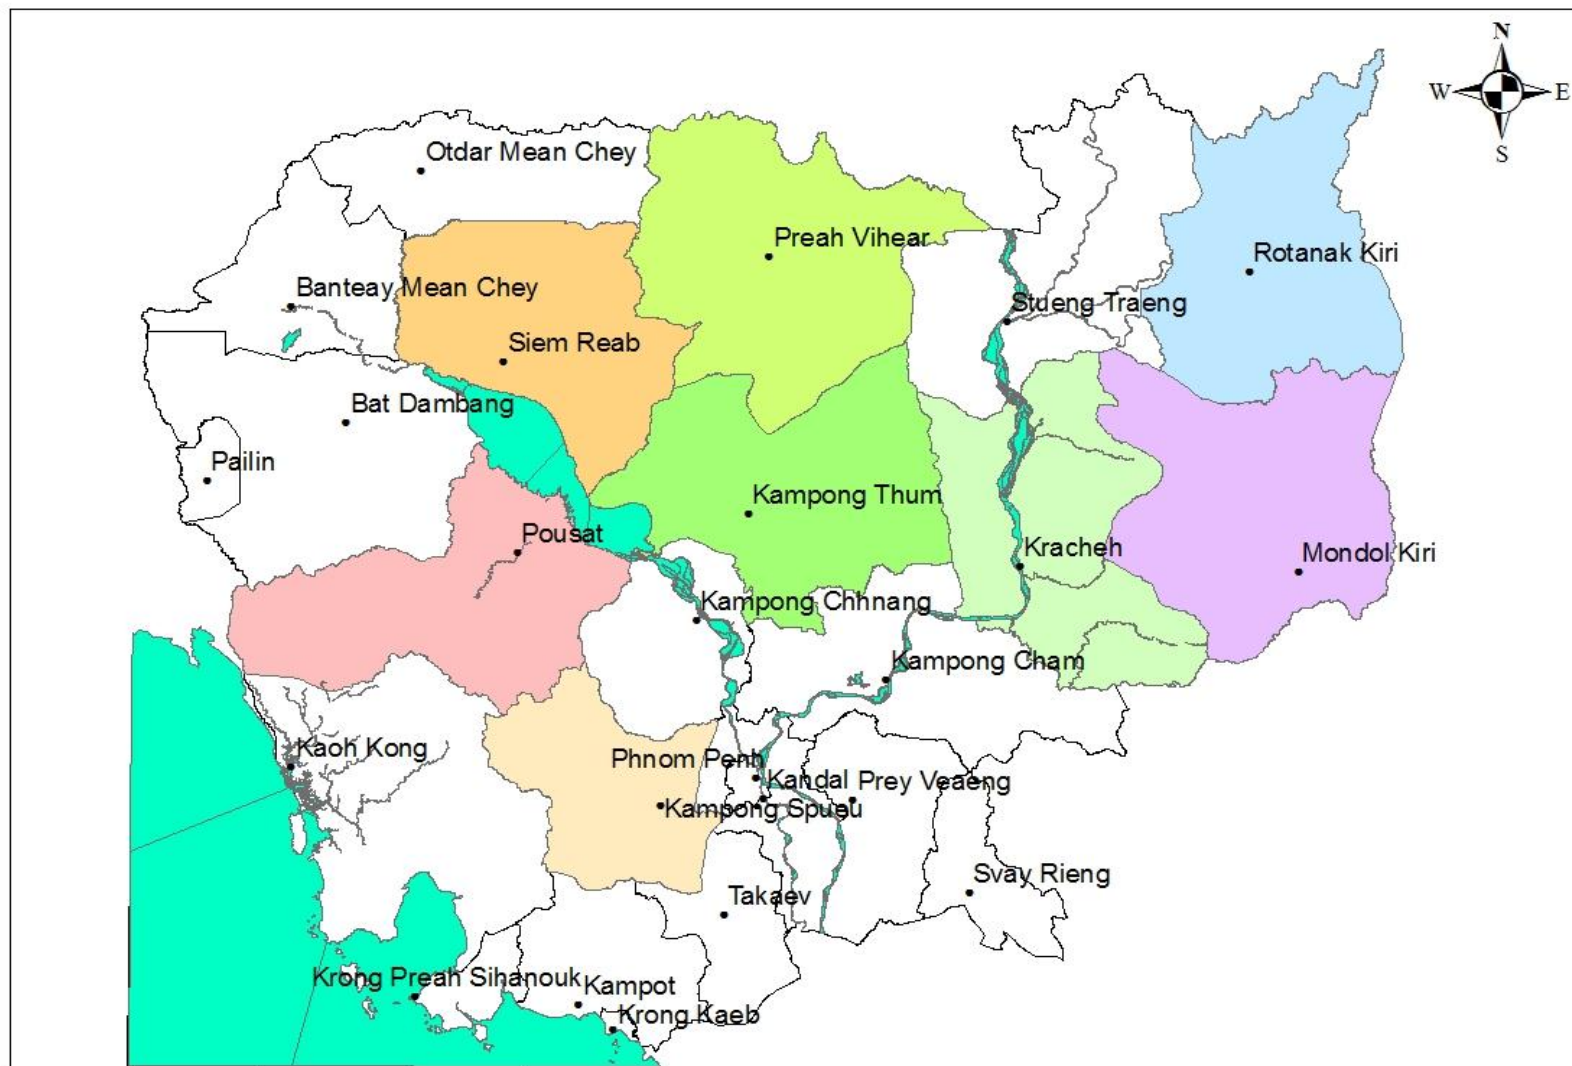 N
W E
S
Otdar Mean Chey
Preah Vihear
Rotanak Kiri
Banteay Mean Chey
Stueng Traeng
Siem Reab
Bat Dambang
Pailin
Kampong Thum
Pousat
Kracheh
Mondol Kiri
Kampong Chhnang
Kampong Cham
Kaoh Kong
Phnom Penh
Kandal
Prey Veaeng
Kampong Spueu
Svay Rieng
Takaev
Krong Preah Sihanouk
Kampot
Krong Kaeb